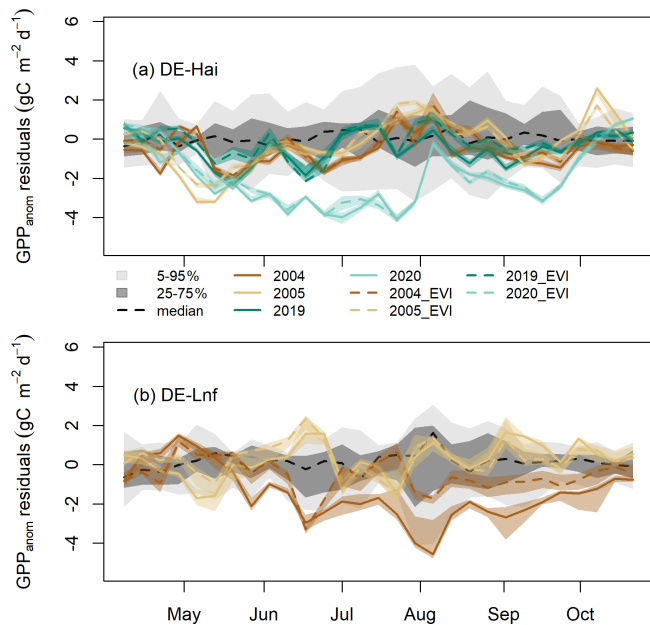 GPPanom residuals (gC m−2 d−1)
6
4
2
0
-2
-4
(a) DE-Hai
5-95%
2004
2020
2019_EVI
25-75%
2005
2004_EVI
2020_EVI
median
2019
2005_EVI
GPPanom residuals (gC m−2 d−1)
6
4
2
0
-2
-4
(b) DE-Lnf
May Jun Jul Aug Sep Oct